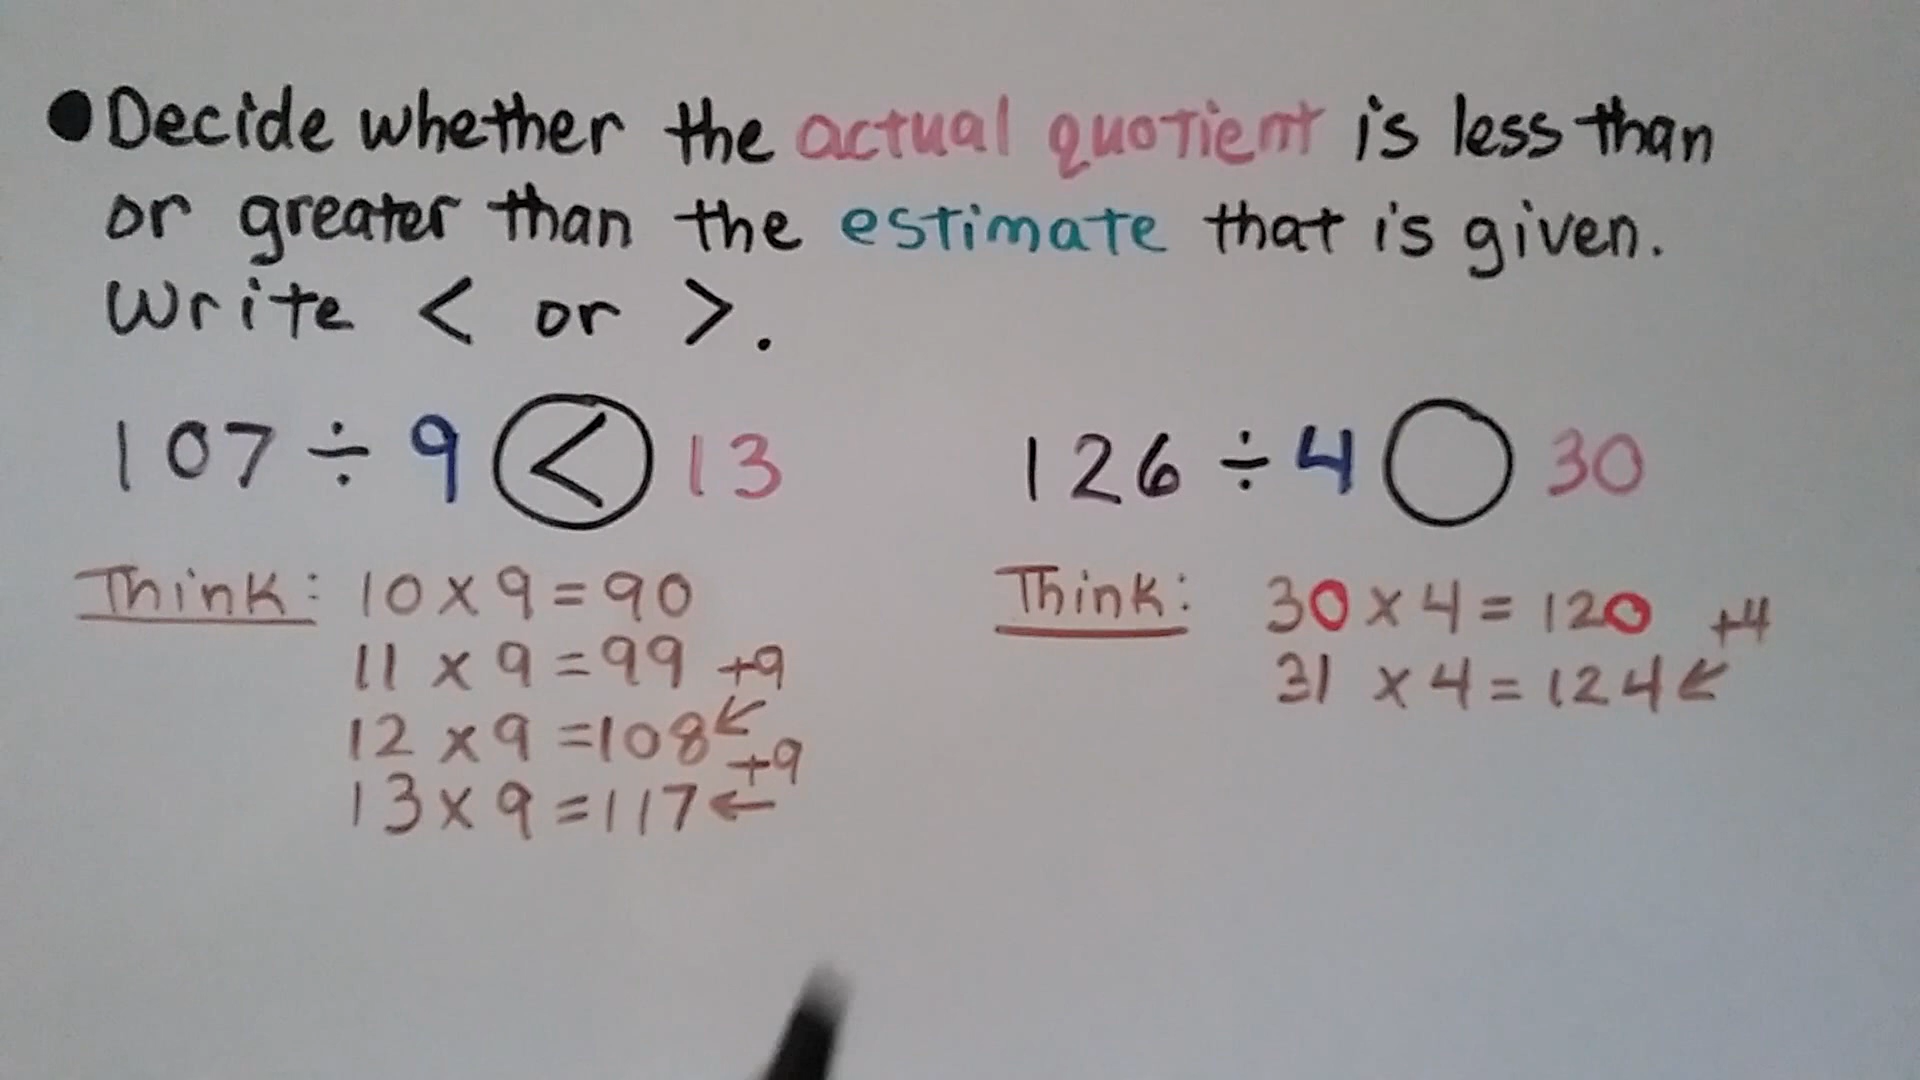 ● Decide whether the actual quotient is less than
or greater than the estimate that is given.
Write < or >.
107 ÷ 9 < 13
Think: 10 x 9 = 90
11 x 9 = 99 +9
12 x 9 = 108 ↙
+9
13 x 9 = 117 ←
126 ÷ 4 ◯ 30
Think: 30 x 4 = 120 +4
31 x 4 = 124 ↙